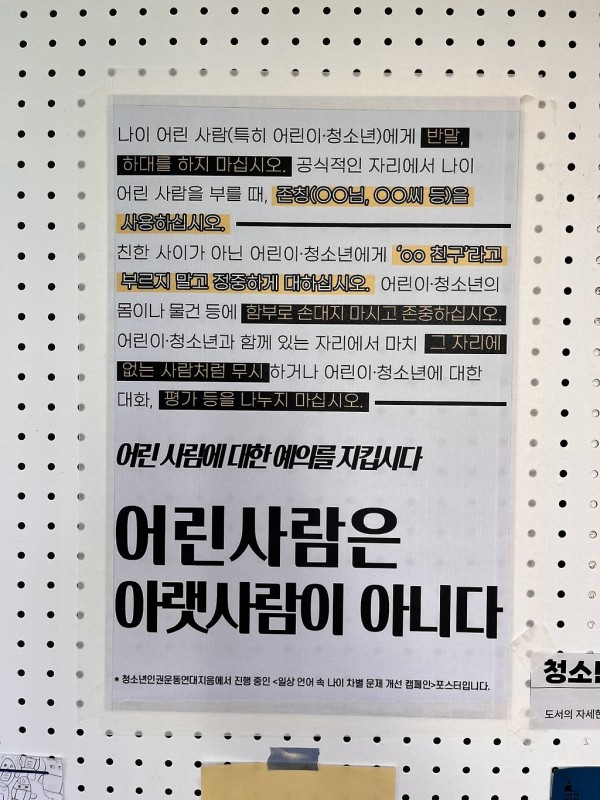 나이 어린 사람(특히 어린이·청소년)에게 반말,
하대를 하지 마십시오. 공식적인 자리에서 나이
어린 사람을 부를 때, 존칭(○○님, ○○씨 등)을
사용하십시오.
친한 사이가 아닌 어린이·청소년에게 ‘○○ 친구’라고
부르지 말고 정중하게 대하십시오. 어린이·청소년의
몸이나 물건 등에 함부로 손대지 마시고 존중하십시오.
어린이·청소년과 함께 있는 자리에서 마치 그 자리에
없는 사람처럼 무시하거나 어린이·청소년에 대한
대화, 평가 등을 나누지 마십시오.
어린 사람에 대한 예의를 지킵시다
어린사람은
아랫사람이 아니다
* 청소년인권운동연대지음에서 진행 중인 <일상 언어 속 나이 차별 문제 개선 캠페인>포스터입니다.
청소
도서의 자세한